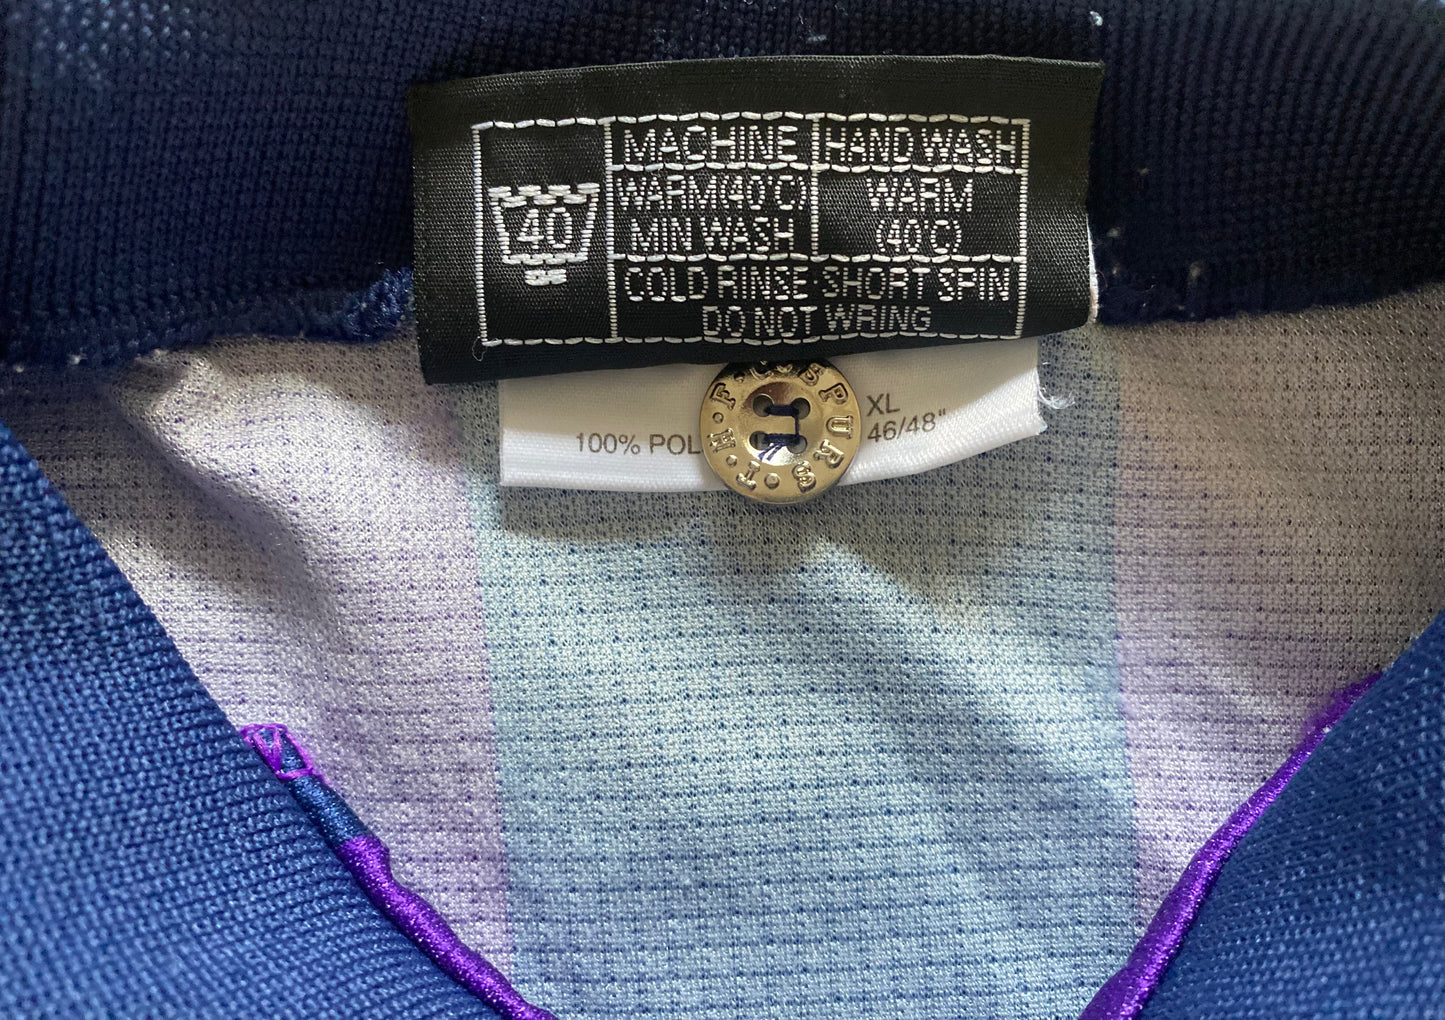 MACHINE
HAND WASH
40
WARM(40°C)
MIN WASH
WARM
(40°C)
COLD RINSE·SHORT SPIN
DO NOT WRING
100% POL
XL
46/48"
T·H·F·C·SPURS·